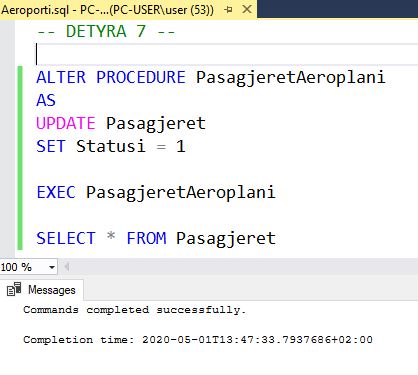 Aeroporti.sql - PC-...(PC-USER\user (53))
-- DETYRA 7 --
ALTER PROCEDURE PasagjeretAeroplani
AS
UPDATE Pasagjeret
SET Statusi = 1
EXEC PasagjeretAeroplani
SELECT * FROM Pasagjeret
100 %
Messages
Commands completed successfully.
Completion time: 2020-05-01T13:47:33.7937686+02:00